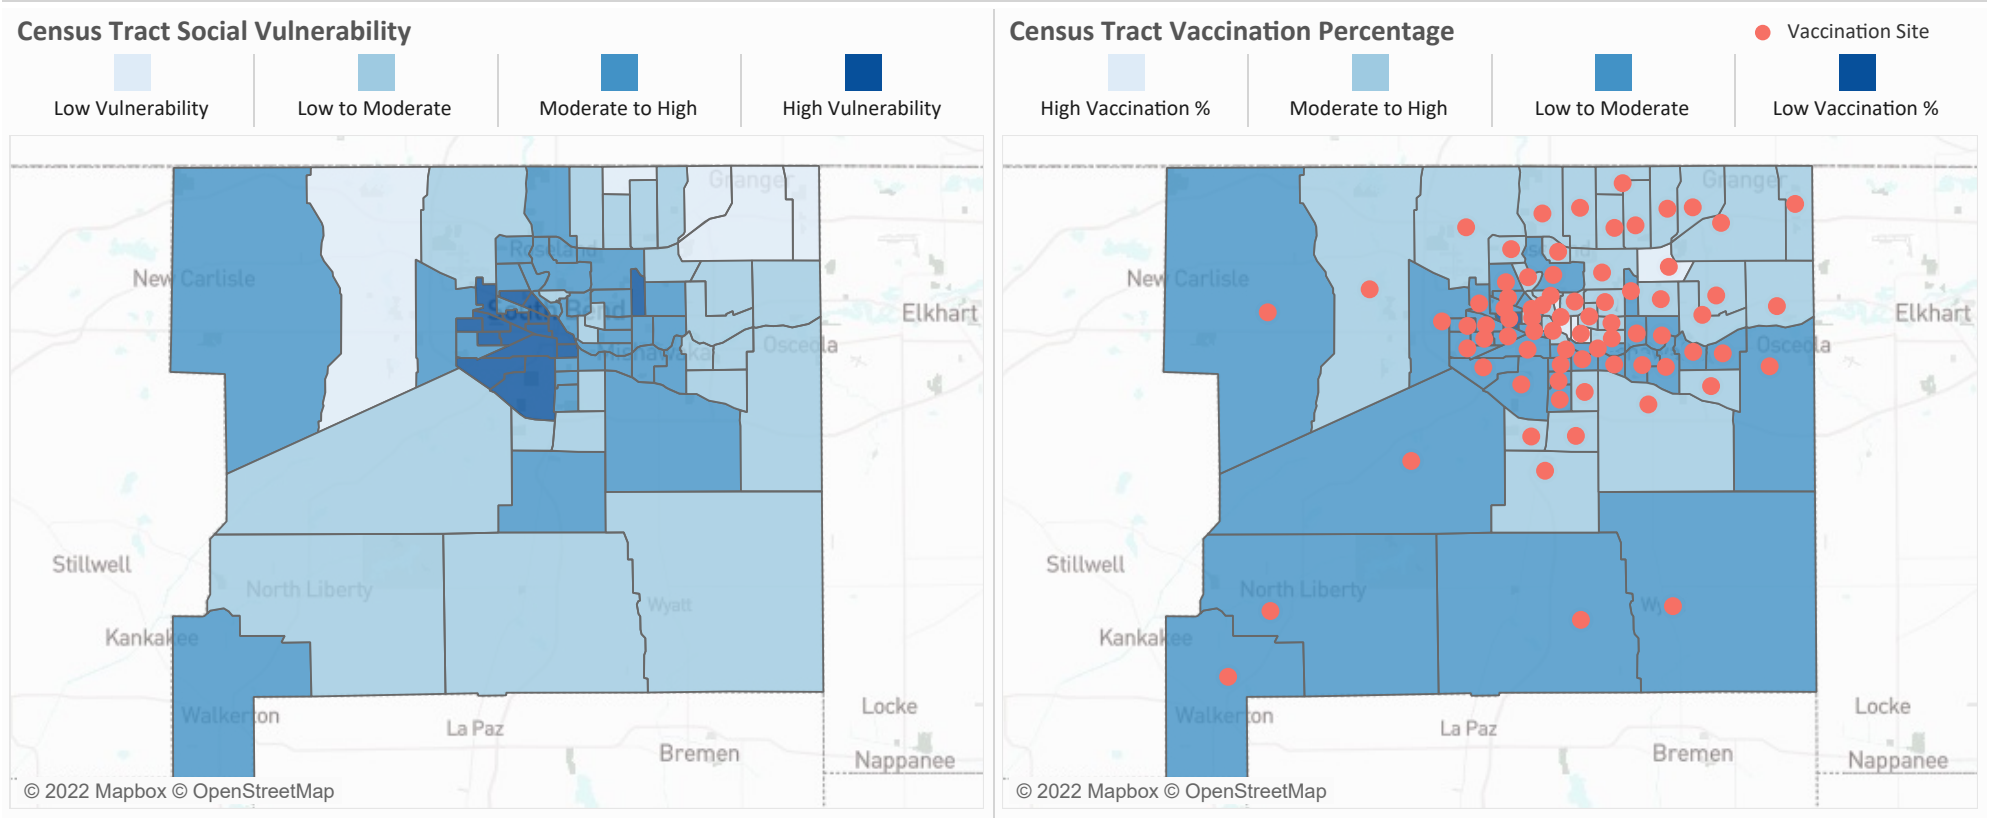 Census Tract Social Vulnerability
Low Vulnerability
Low to Moderate
Moderate to High
High Vulnerability
Granger
Roseland
New Carlisle
South Bend
Elkhart
Mishawaka
Osceola
Stillwell
North Liberty
Wyatt
Kankakee
Walkerton
La Paz
Locke
Bremen
Nappanee
© 2022 Mapbox © OpenStreetMap
Census Tract Vaccination Percentage
Vaccination Site
High Vaccination %
Moderate to High
Low to Moderate
Low Vaccination %
Granger
New Carlisle
Elkhart
Osceola
Stillwell
North Liberty
Kankakee
Walkerton
La Paz
Locke
Bremen
Nappanee
© 2022 Mapbox © OpenStreetMap